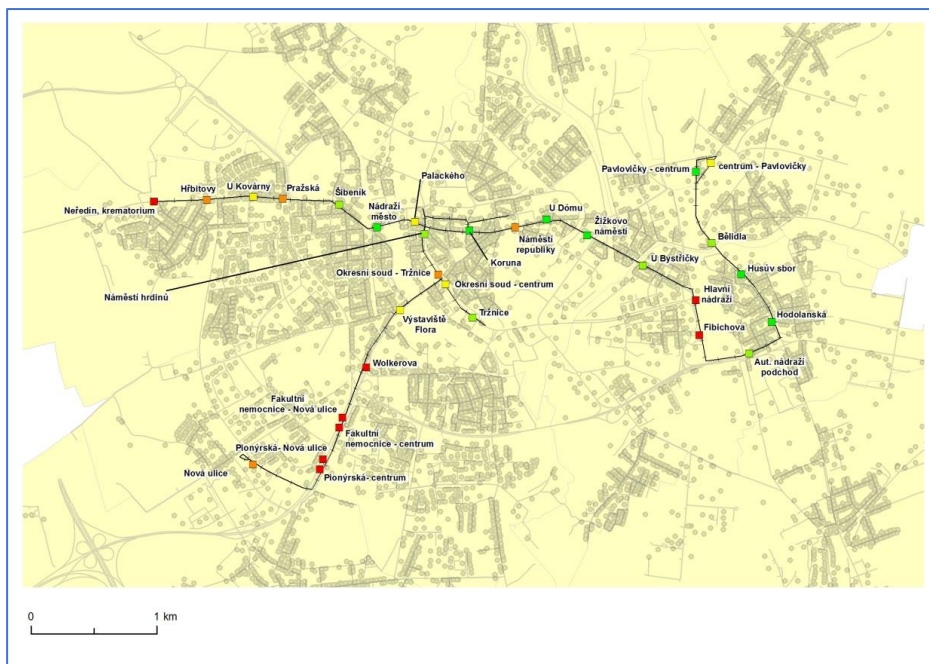 Pavlovičky - centrum
centrum - Pavlovičky
Palackého
Hřbitovy
U Kovárny
Pražská
Šibeník
Neředín, krematorium
Nádraží
město
U Dómu
Žižkovo
náměstí
Náměstí
republiky
Bělidla
Koruna
U Bystřičky
Husův sbor
Okresní soud - Tržnice
Okresní soud - centrum
Hlavní
nádraží
Náměstí hrdinů
Výstaviště
Flora
Tržnice
Hodolanská
Fibichova
Wolkerova
Aut. nádraží
podchod
Fakultní
nemocnice - Nová ulice
Fakultní
nemocnice - centrum
Pionýrská- Nová ulice
Nová ulice
Pionýrská- centrum
0 1 km